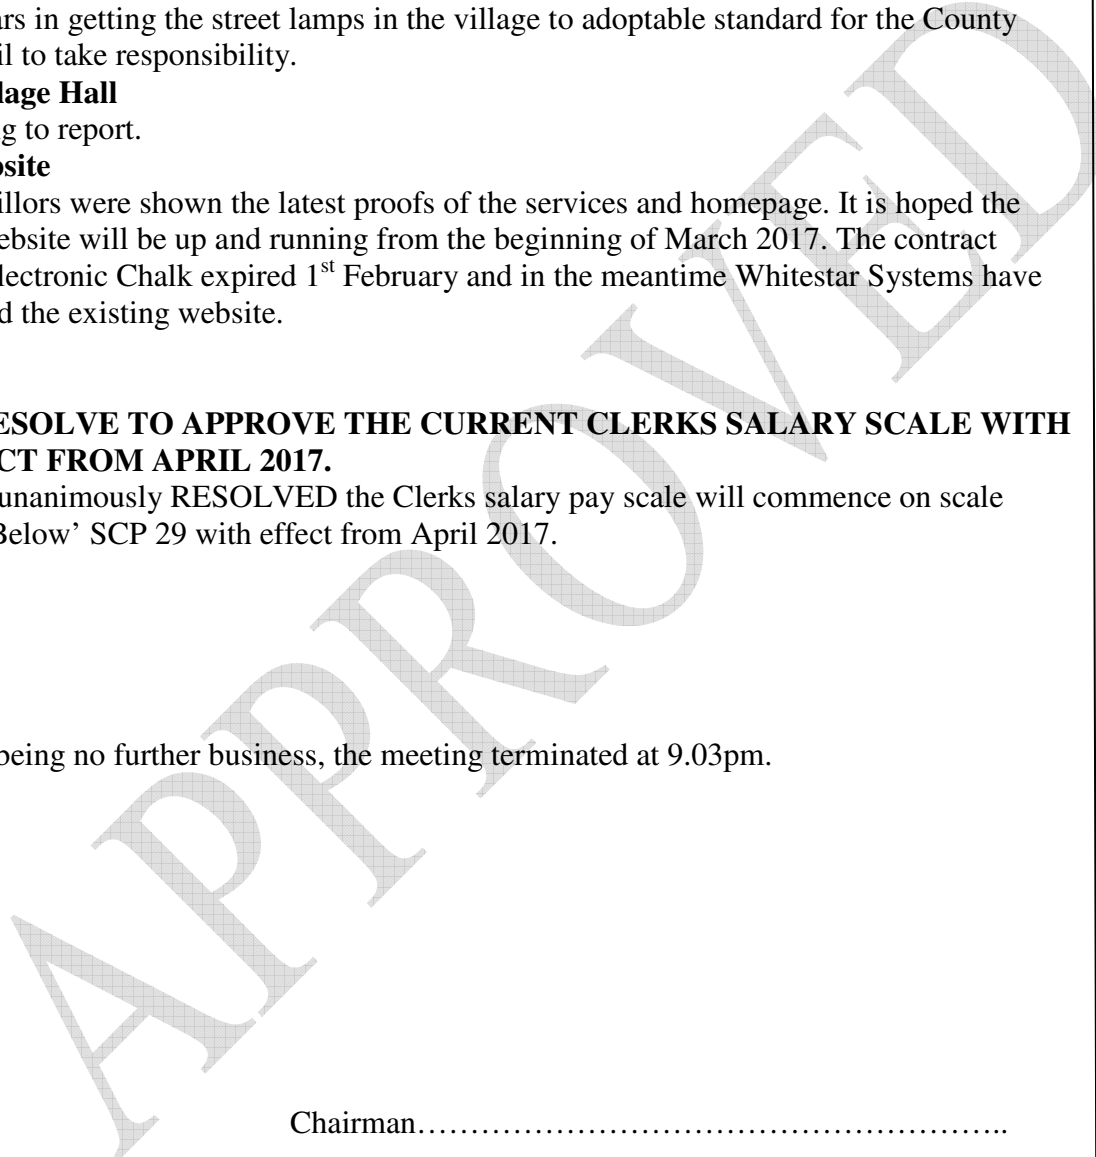 ars in getting the street lamps in the village to adoptable standard for the County
il to take responsibility.
lage Hall
g to report.
osite
illors were shown the latest proofs of the services and homepage. It is hoped the
ebsite will be up and running from the beginning of March 2017. The contract
lectronic Chalk expired 1st February and in the meantime Whitestar Systems have
d the existing website.
ESOLVE TO APPROVE THE CURRENT CLERKS SALARY SCALE WITH
CT FROM APRIL 2017.
unanimously RESOLVED the Clerks salary pay scale will commence on scale
Below’ SCP 29 with effect from April 2017.
being no further business, the meeting terminated at 9.03pm.
Chairman…………………………………………………..
APPROVED